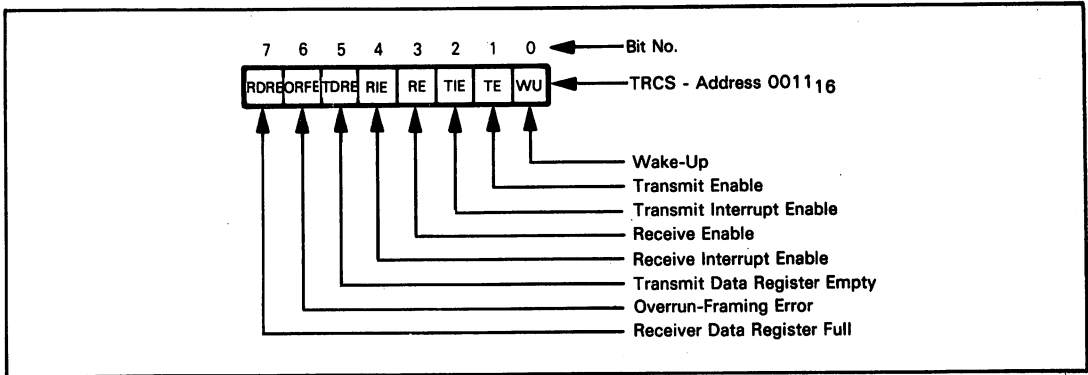 7 6 5 4 3 2 1 0 Bit No.
RDRE ORFE TDRE RIE RE TIE TE WU TRCS - Address 0011₁₆
Wake-Up
Transmit Enable
Transmit Interrupt Enable
Receive Enable
Receive Interrupt Enable
Transmit Data Register Empty
Overrun-Framing Error
Receiver Data Register Full